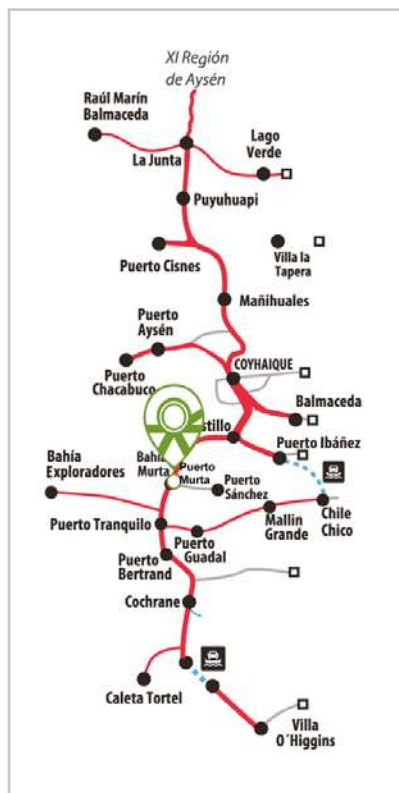 XI Región
de Aysén
Raúl Marín
Balmaceda
Lago
Verde
La Junta
Puyuhuapi
Puerto Cisnes
Villa la
Tapera
Mañihuales
Puerto
Aysén
COYHAIQUE
Puerto
Chacabuco
Balmaceda
stillo
Puerto Ibáñez
Bahía
Exploradores
Bahía
Murta
Puerto
Murta
Puerto
Sánchez
Puerto Tranquilo
Puerto
Guadal
Mallin
Grande
Chile
Chico
Puerto
Bertrand
Cochrane
Caleta Tortel
Villa
O´Higgins